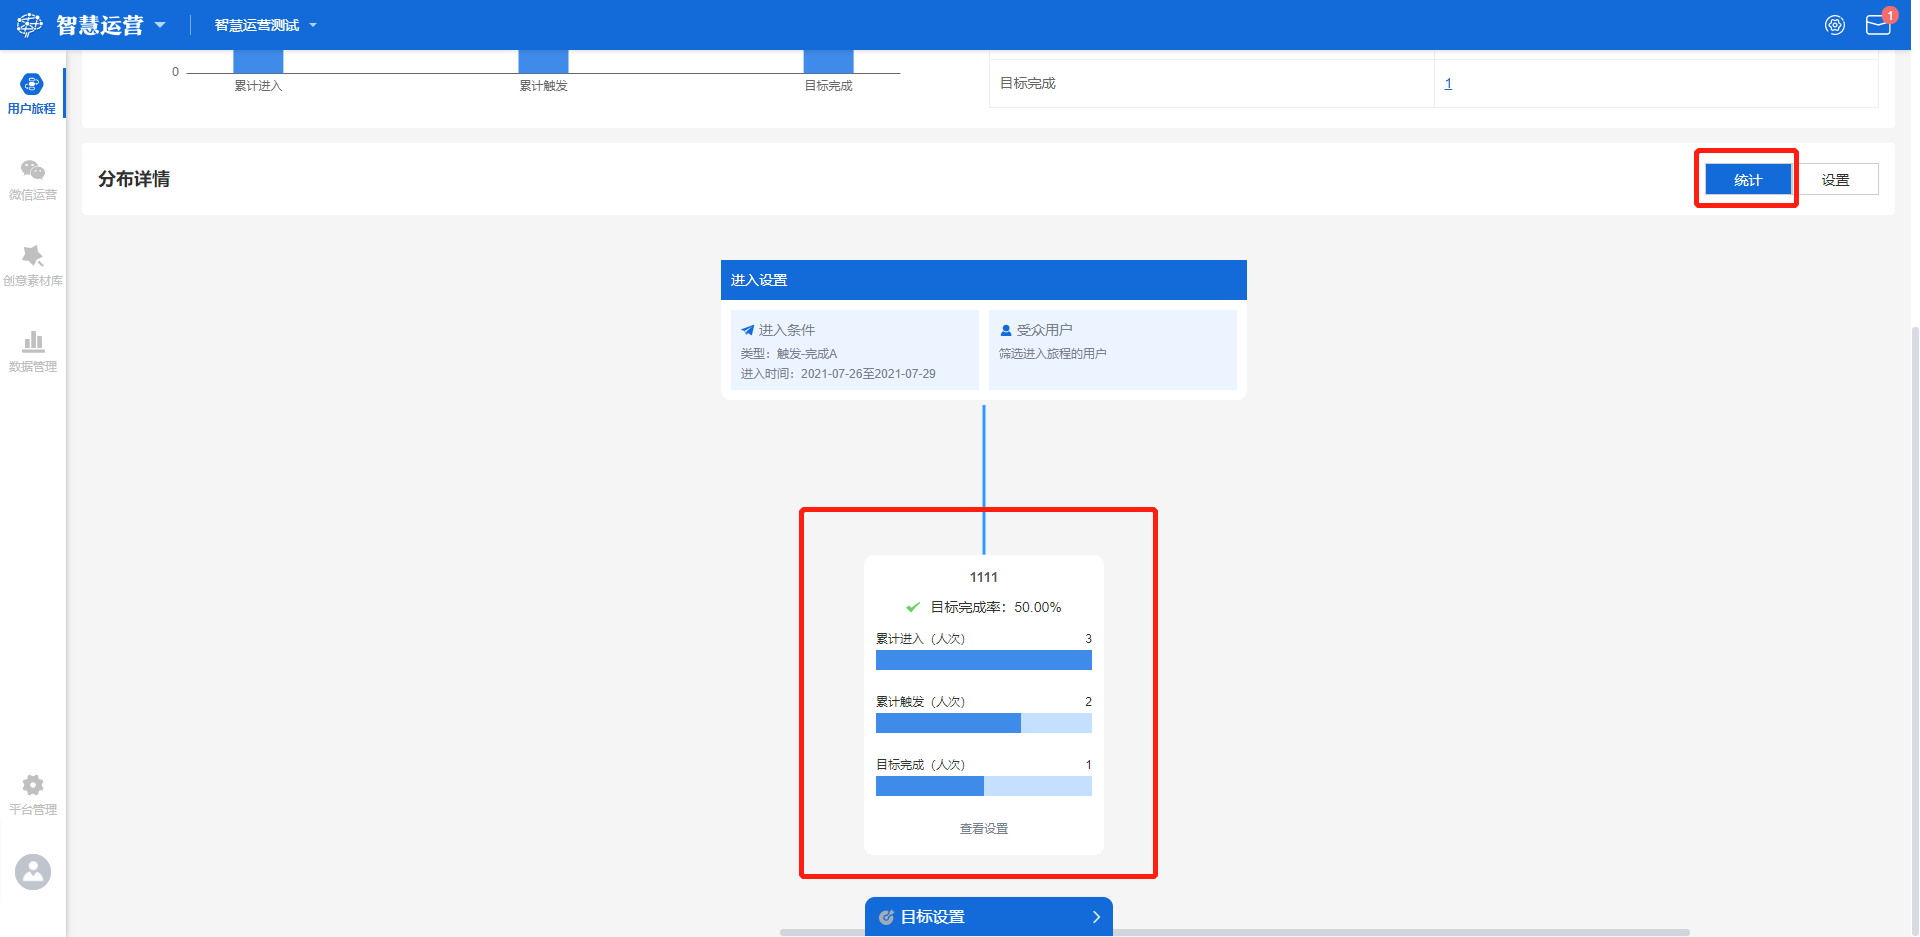 智慧运营
智慧运营测试
1
0
累计进入
累计触发
目标完成
目标完成
1
用户旅程
微信运营
创意素材库
数据管理
平台管理
分布详情
统计
设置
进入设置
进入条件
类型：触发-完成A
进入时间：2021-07-26至2021-07-29
受众用户
筛选进入旅程的用户
1111
目标完成率：50.00%
累计进入（人次） 3
累计触发（人次） 2
目标完成（人次） 1
查看设置
目标设置